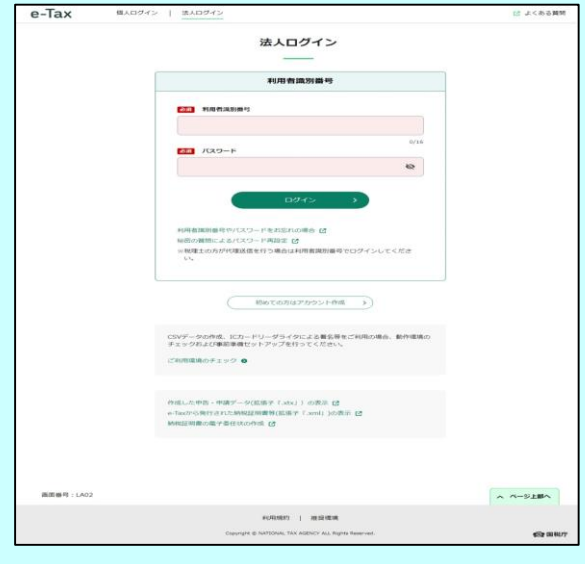 e-Tax 個人ログイン | 法人ログイン よくある質問
法人ログイン
利用者識別番号
必須 利用者識別番号
0/16
必須 パスワード
ログイン
利用者識別番号やパスワードをお忘れの場合
秘密の質問によるパスワード再設定
※税理士の方が代理送信を行う場合は利用者識別番号でログインしてくださ
い。
初めての方はアカウント作成
CSVデータの作成、ICカードリーダライタによる署名等をご利用の場合、動作環境の
チェックおよび事前準備セットアップを行ってください。
ご利用環境のチェック
作成した申告・申請データ(拡張子「.xtx」)の表示
e-Taxから発行された納税証明書等(拡張子「.xml」)の表示
納税証明書の電子委任状の作成
画面番号：LA02
ページ上部へ
利用規約 | 推奨環境
Copyright © NATIONAL TAX AGENCY ALL Rights Reserved.
国税庁